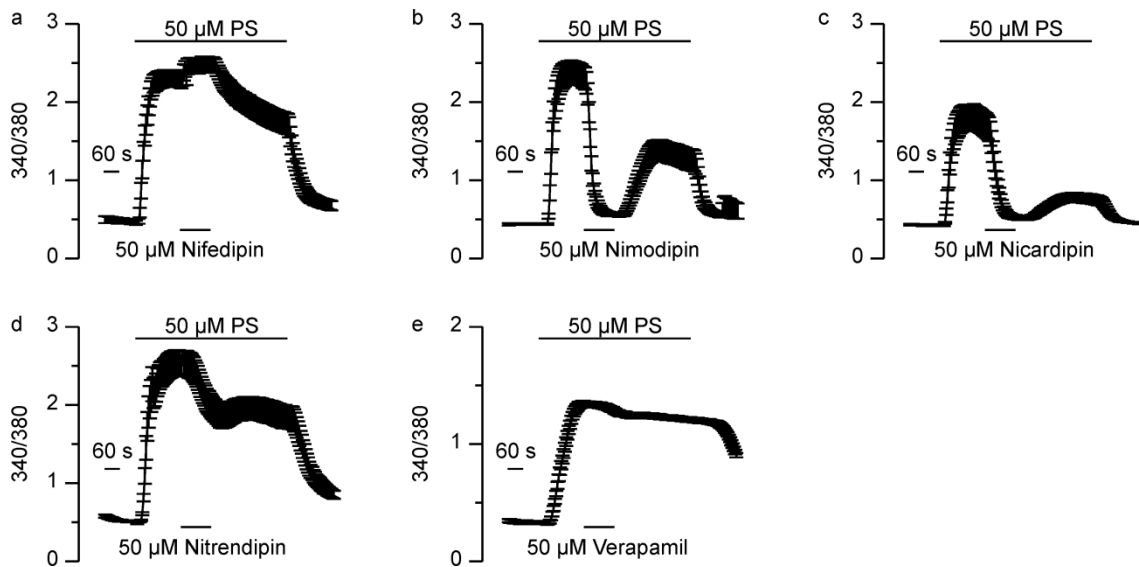 a
3
2
1
0
340/380
50 µM PS
60 s
50 µM Nifedipin
b
3
2
1
0
340/380
50 µM PS
60 s
50 µM Nimodipin
c
3
2
1
0
340/380
50 µM PS
60 s
50 µM Nicardipin
d
3
2
1
0
340/380
50 µM PS
60 s
50 µM Nitrendipin
e
2
1
0
340/380
50 µM PS
60 s
50 µM Verapamil